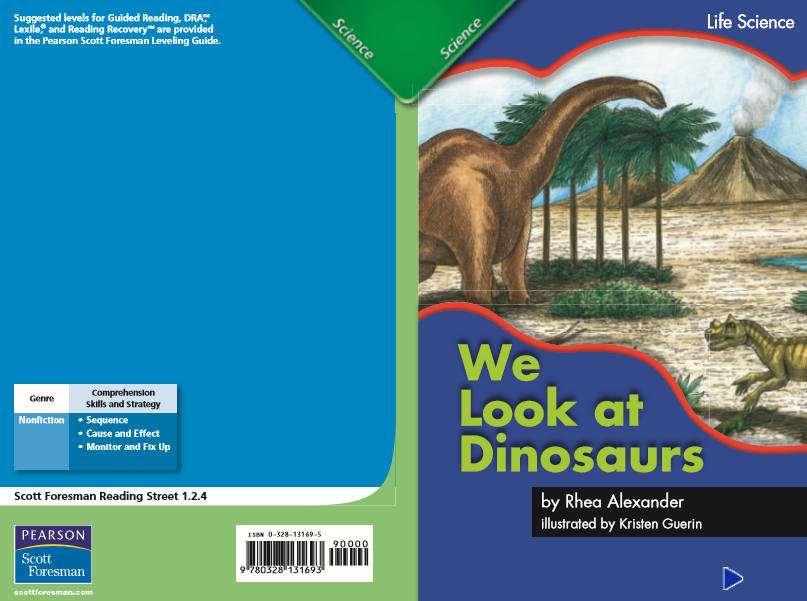 Suggested levels for Guided Reading, DRA,™
Lexile,® and Reading Recovery™ are provided
in the Pearson Scott Foresman Leveling Guide.
Science
Science
Genre
Comprehension
Skills and Strategy
Nonfiction
• Sequence
• Cause and Effect
• Monitor and Fix Up
Scott Foresman Reading Street 1.2.4
PEARSON
Scott
Foresman
scottforesman.com
ISBN 0-328-13169-5
90000
9 780328 131693
Life Science
We
Look at
Dinosaurs
by Rhea Alexander
illustrated by Kristen Guerin